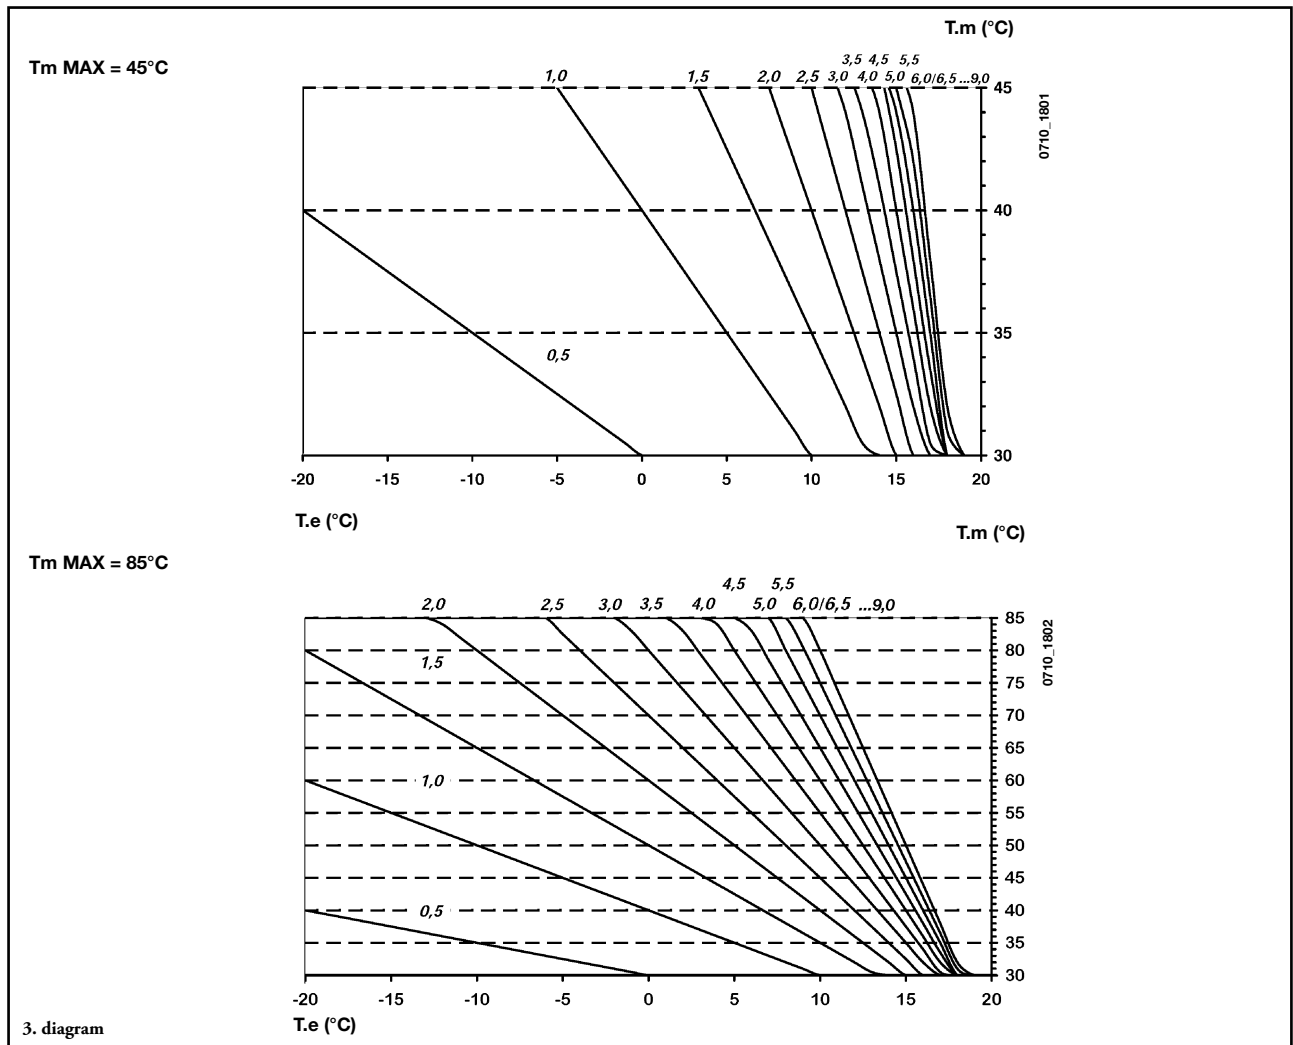 T.m (°C)
Tm MAX = 45°C
3,5 4,5 5,5
1,0 1,5 2,0 2,5 3,0 4,0 5,0 6,0/6,5 ...9,0
45
0710_1801
40
35
0,5
30
-20 -15 -10 -5 0 5 10 15 20
T.e (°C)
T.m (°C)
Tm MAX = 85°C
4,5 5,5
2,0 2,5 3,0 3,5 4,0 5,0 6,0/6,5 ...9,0
85
0710_1802
80
1,5
75
70
65
1,0 60
55
50
45
0,5 40
35
30
-20 -15 -10 -5 0 5 10 15 20
T.e (°C)
3. diagram